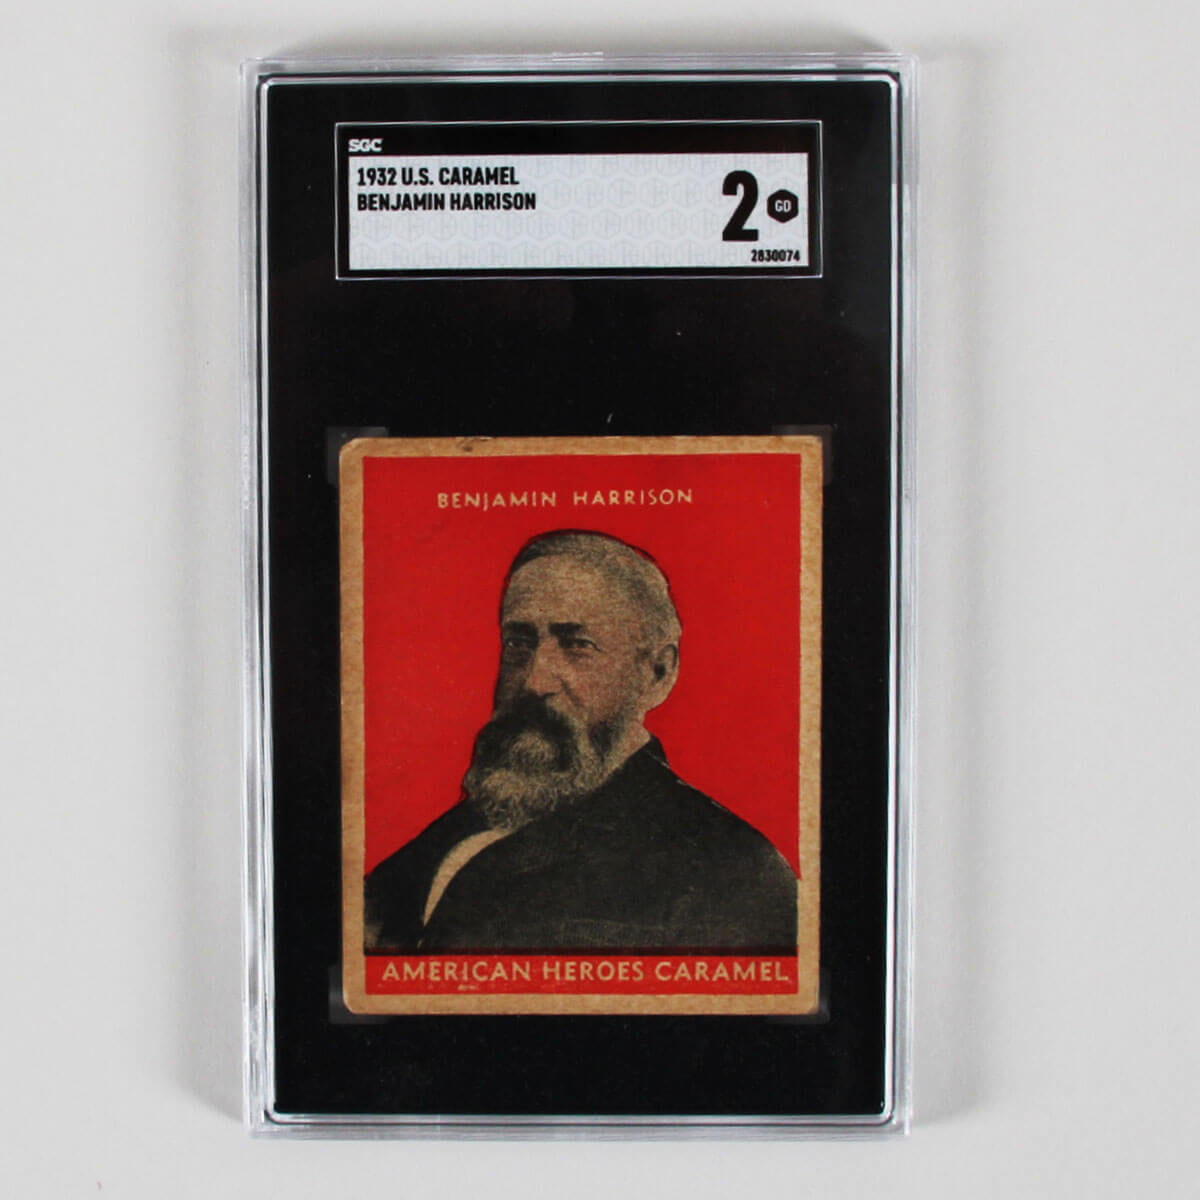 SGC
1932 U.S. CARAMEL
BENJAMIN HARRISON
2 GD
2830074
BENJAMIN HARRISON
AMERICAN HEROES CARAMEL